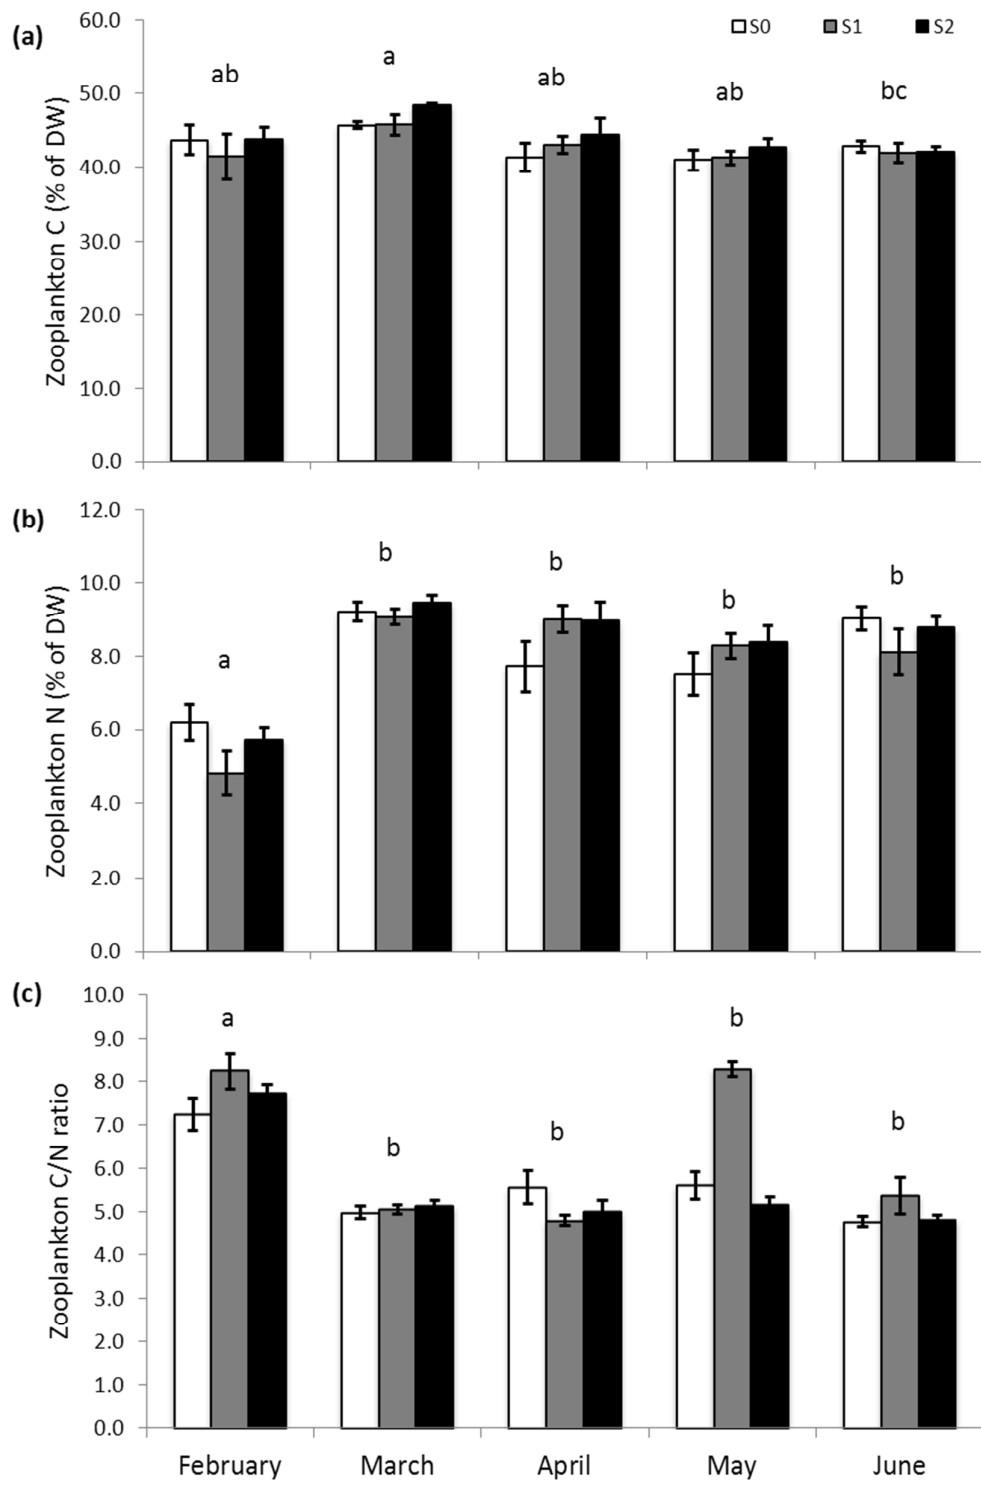 (a)
S0 S1 S2
Zooplankton C (% of DW)
60.0
50.0
40.0
30.0
20.0
10.0
0.0
ab a ab ab bc
(b)
Zooplankton N (% of DW)
12.0
10.0
8.0
6.0
4.0
2.0
0.0
a b b b b
(c)
Zooplankton C/N ratio
10.0
9.0
8.0
7.0
6.0
5.0
4.0
3.0
2.0
1.0
0.0
a b b b b
February March April May June